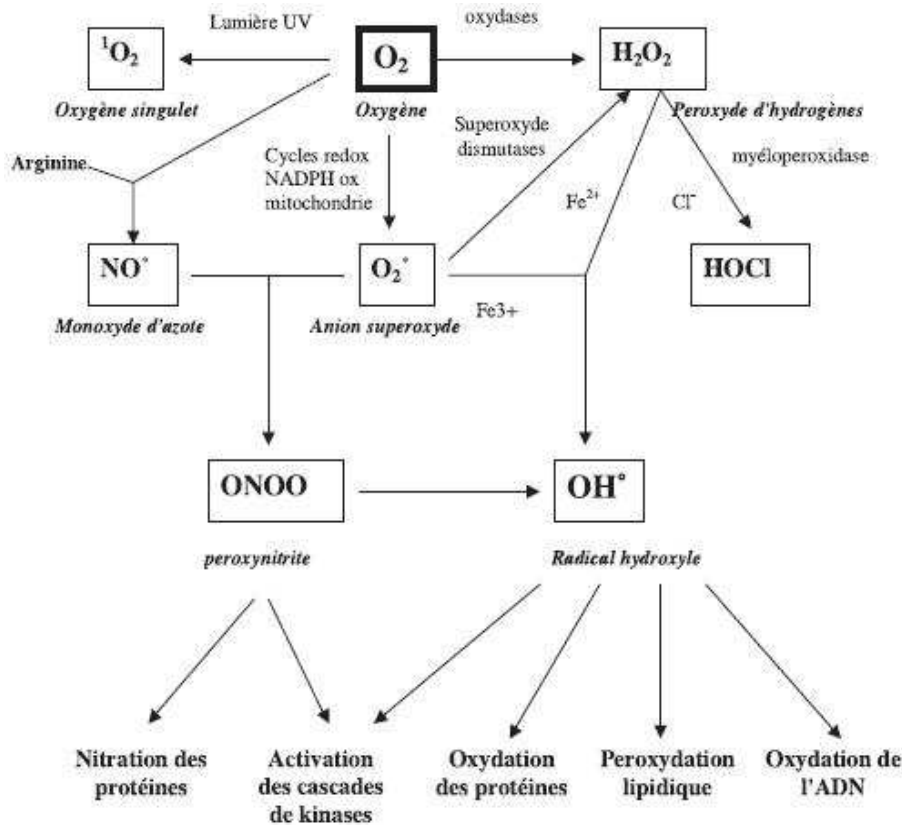 Lumière UV
oxydases
¹O₂
O₂
H₂O₂
Oxygène singulet
Oxygène
Peroxyde d'hydrogènes
Arginine
Cycles redox
NADPH ox
mitochondrie
Superoxyde
dismutases
myéloperoxidase
Fe²⁺
Cl⁻
NO°
O₂°
HOCl
Monoxyde d'azote
Anion superoxyde
Fe3+
ONOO
OH°
peroxynitrite
Radical hydroxyle
Nitration des
protéines
Activation
des cascades
de kinases
Oxydation
des protéines
Peroxydation
lipidique
Oxydation de
l'ADN